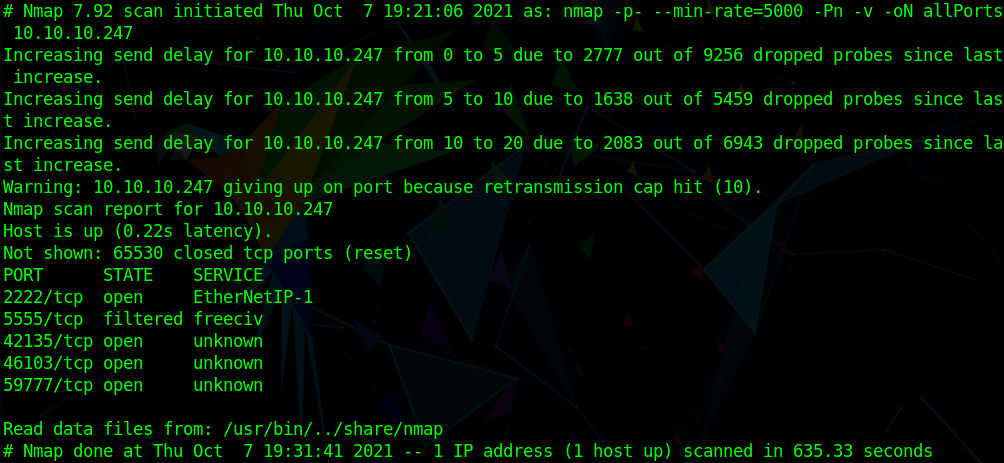 # Nmap 7.92 scan initiated Thu Oct  7 19:21:06 2021 as: nmap -p- --min-rate=5000 -Pn -v -oN allPorts
 10.10.10.247
Increasing send delay for 10.10.10.247 from 0 to 5 due to 2777 out of 9256 dropped probes since last
 increase.
Increasing send delay for 10.10.10.247 from 5 to 10 due to 1638 out of 5459 dropped probes since las
t increase.
Increasing send delay for 10.10.10.247 from 10 to 20 due to 2083 out of 6943 dropped probes since la
st increase.
Warning: 10.10.10.247 giving up on port because retransmission cap hit (10).
Nmap scan report for 10.10.10.247
Host is up (0.22s latency).
Not shown: 65530 closed tcp ports (reset)
PORT      STATE    SERVICE
2222/tcp  open     EtherNetIP-1
5555/tcp  filtered freeciv
42135/tcp open     unknown
46103/tcp open     unknown
59777/tcp open     unknown

Read data files from: /usr/bin/../share/nmap
# Nmap done at Thu Oct  7 19:31:41 2021 -- 1 IP address (1 host up) scanned in 635.33 seconds